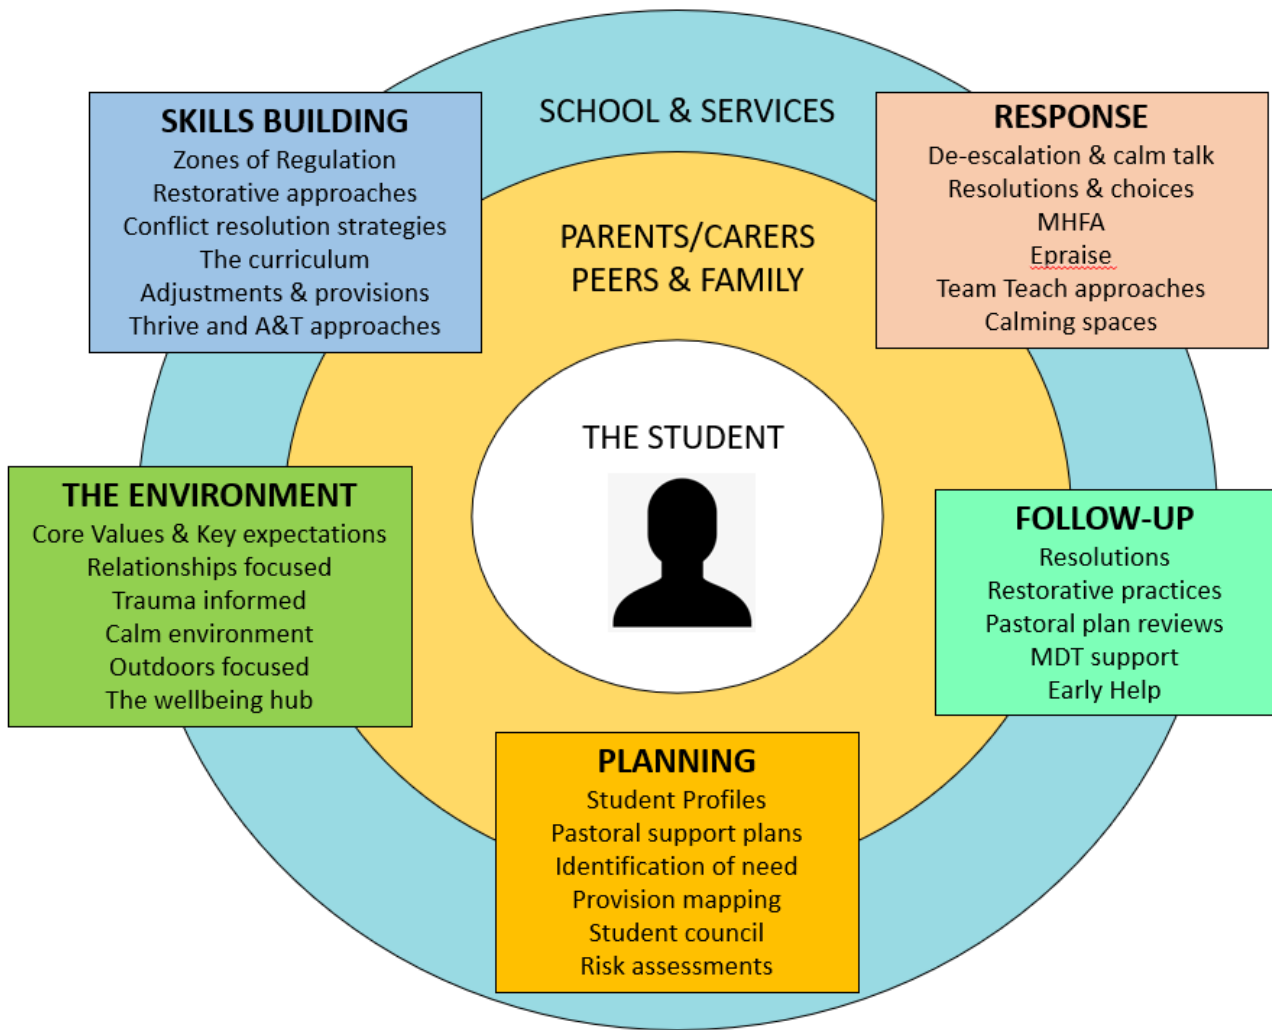 SCHOOL & SERVICES
PARENTS/CARERS
PEERS & FAMILY
THE STUDENT
SKILLS BUILDING
Zones of Regulation
Restorative approaches
Conflict resolution strategies
The curriculum
Adjustments & provisions
Thrive and A&T approaches
RESPONSE
De-escalation & calm talk
Resolutions & choices
MHFA
Epraise
Team Teach approaches
Calming spaces
THE ENVIRONMENT
Core Values & Key expectations
Relationships focused
Trauma informed
Calm environment
Outdoors focused
The wellbeing hub
FOLLOW-UP
Resolutions
Restorative practices
Pastoral plan reviews
MDT support
Early Help
PLANNING
Student Profiles
Pastoral support plans
Identification of need
Provision mapping
Student council
Risk assessments